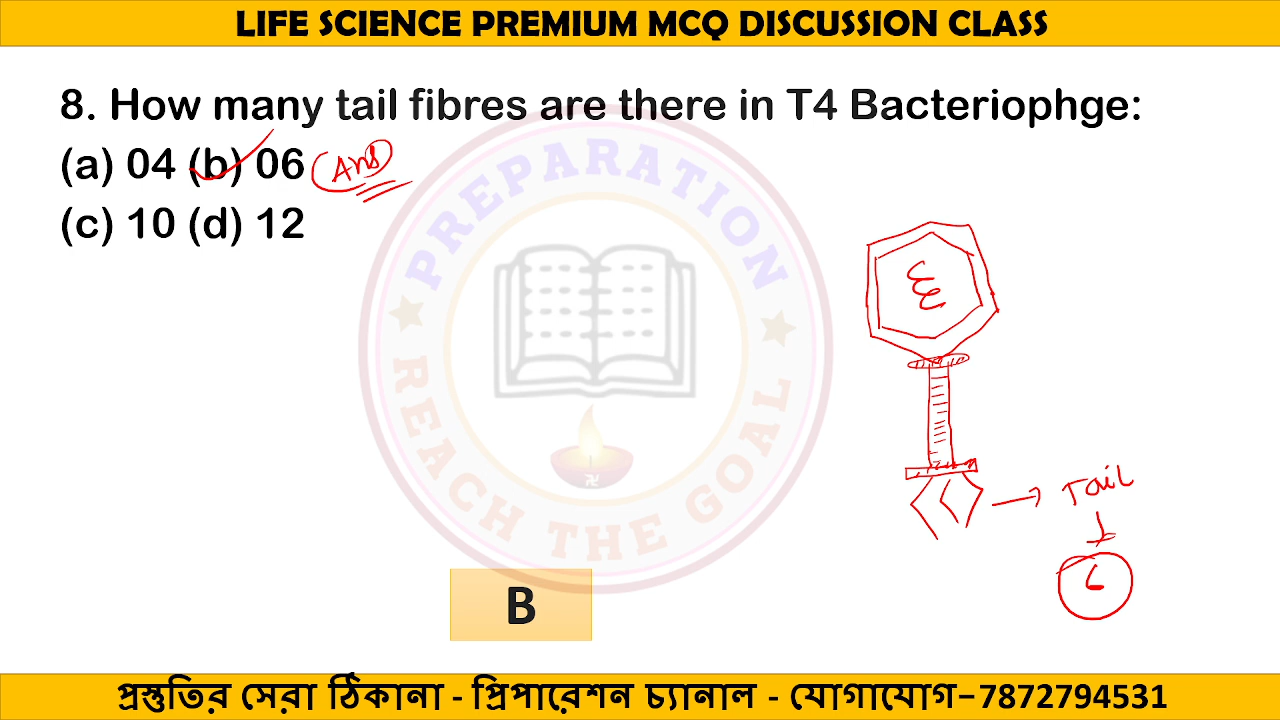 LIFE SCIENCE PREMIUM MCQ DISCUSSION CLASS
8. How many tail fibres are there in T4 Bacteriophge:
(a) 04 (b) 06 Ans
(c) 10 (d) 12
PREPARATION
REACH THE GOAL
Tail
6
B
প্রস্তুতির সেরা ঠিকানা - প্রিপারেশন চ্যানাল - যোগাযোগ–7872794531